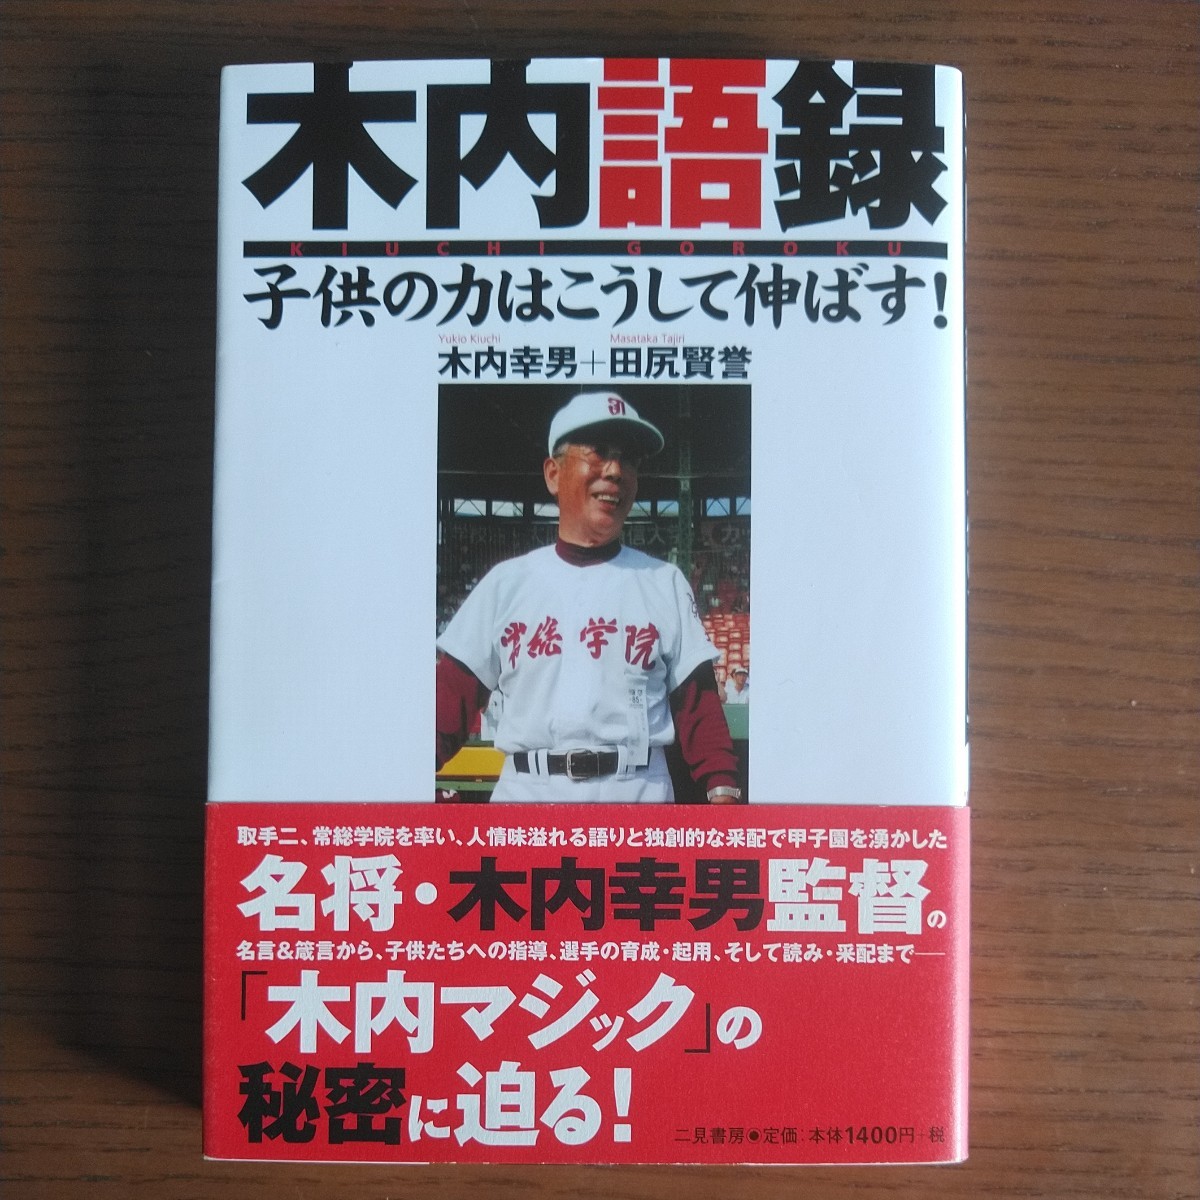 木内語録
KIUCHI GOROKU
子供の力はこうして伸ばす!
Yukio Kiuchi Masataka Tajiri
木内幸男+田尻賢誉
常総学院
取手二、常総学院を率い、人情味溢れる語りと独創的な采配で甲子園を湧かした
名将・木内幸男監督の
名言&箴言から、子供たちへの指導、選手の育成・起用、そして読み・采配まで——
「木内マジック」の
秘密に迫る!
二見書房●定価:本体1400円+税